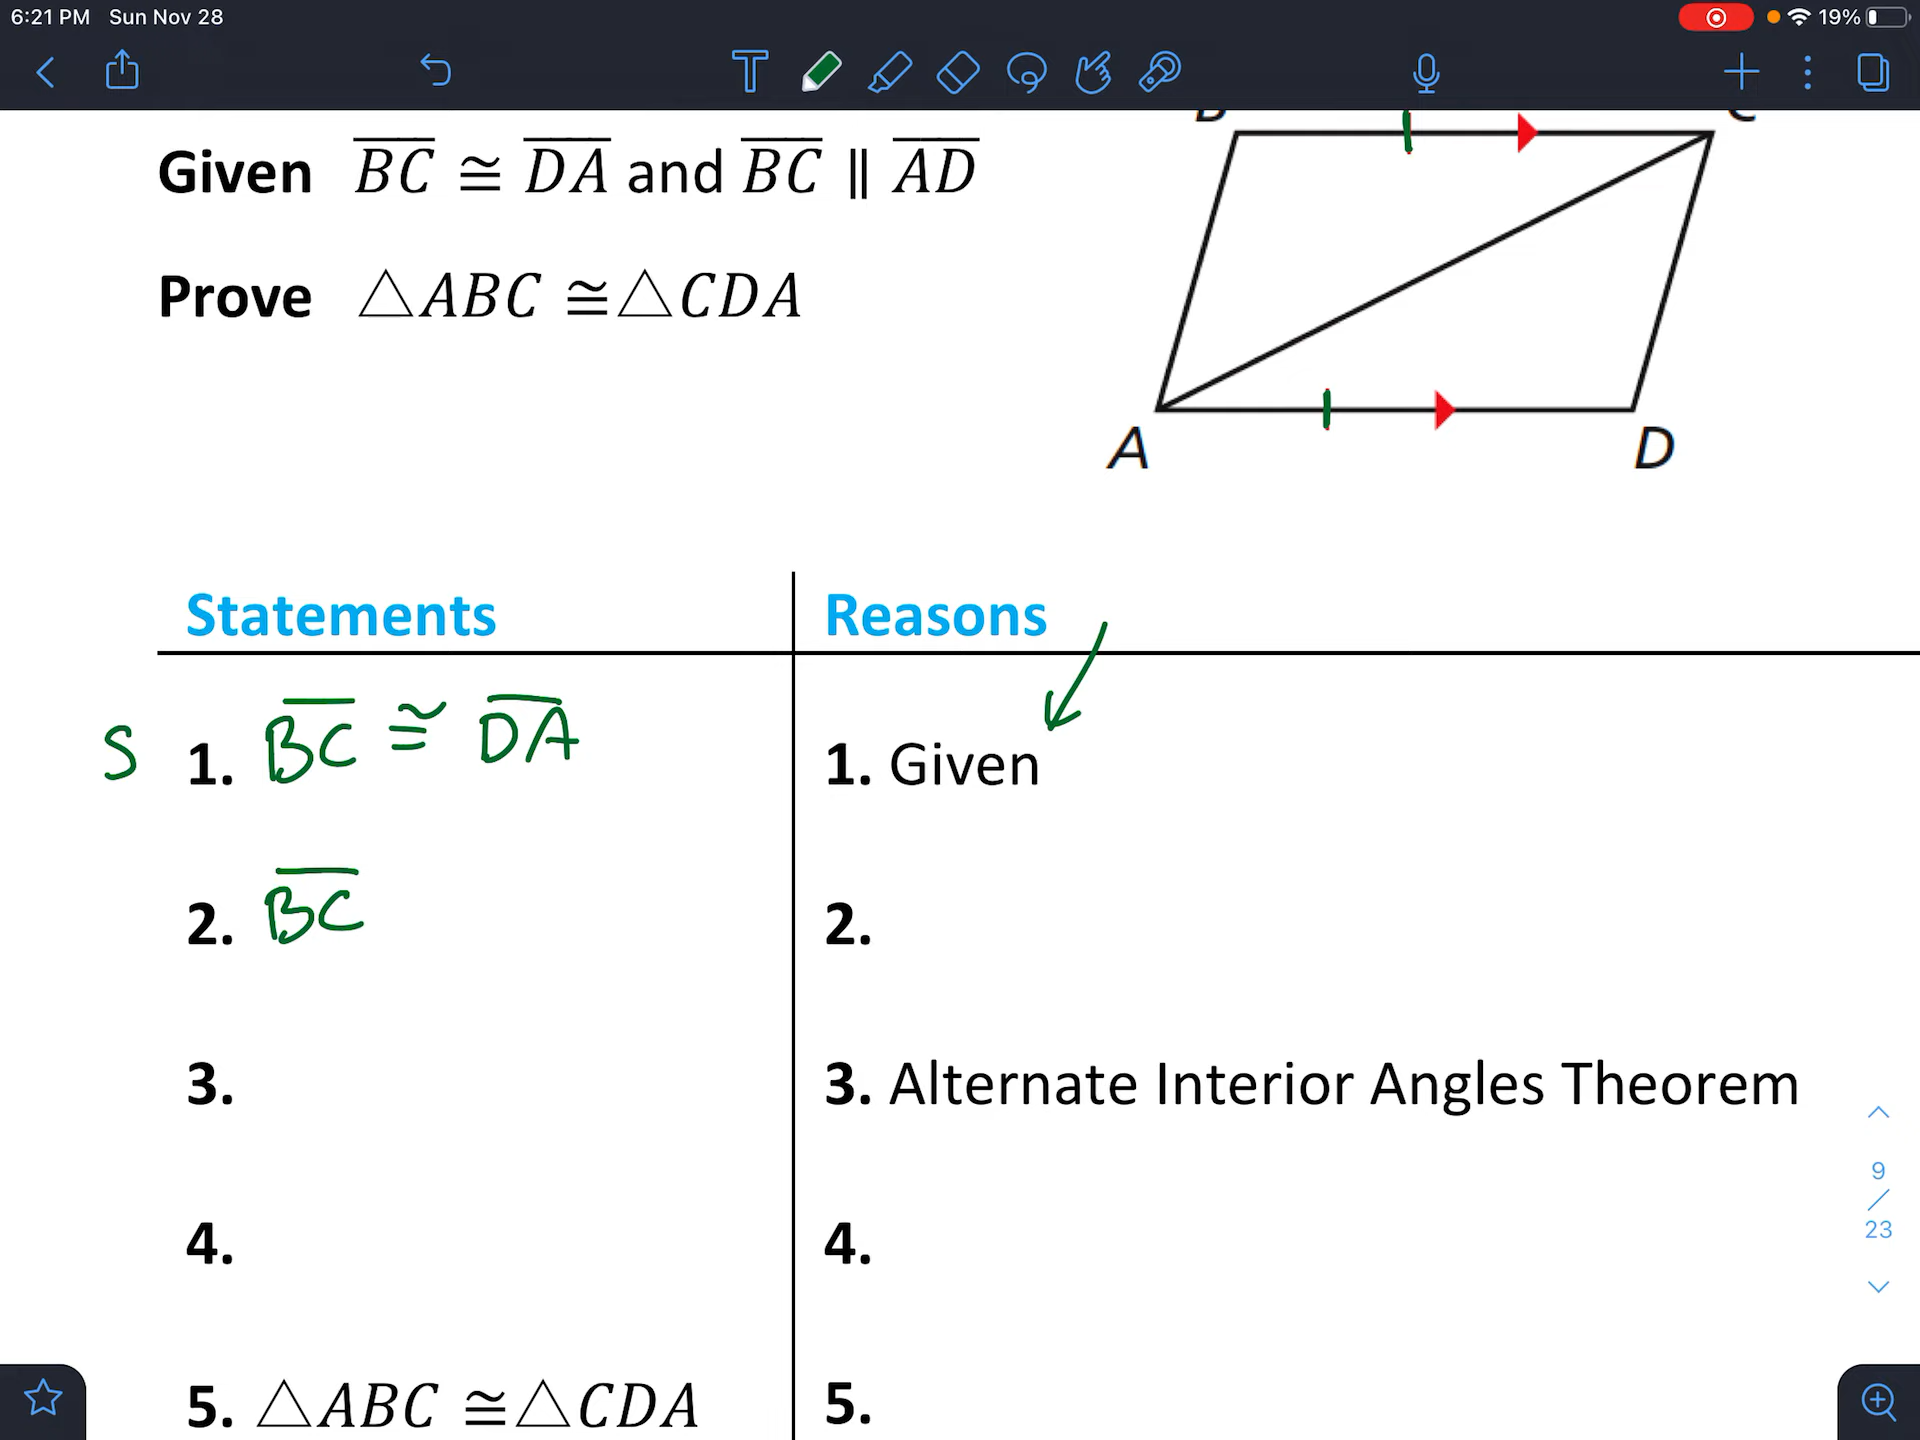 6:21 PM Sun Nov 28
19%
Given BC ≅ DA and BC ∥ AD
Prove △ABC ≅ △CDA
B C
A D
Statements Reasons
S 1. BC ≅ DA 1. Given
2. BC 2.
3. 3. Alternate Interior Angles Theorem
4. 4.
5. △ABC ≅ △CDA 5.
9
/
23